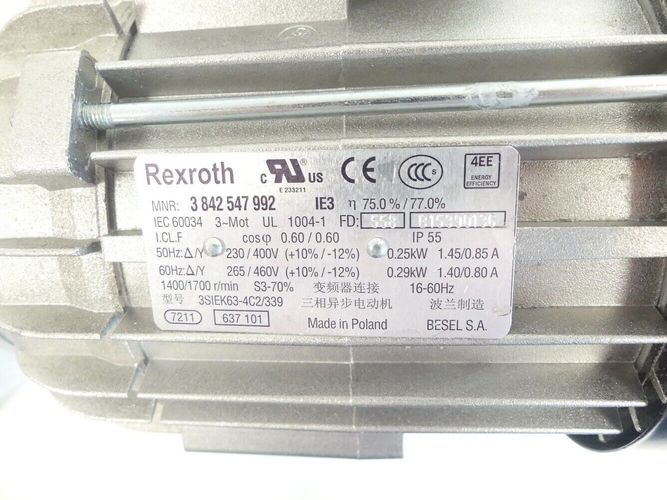 Rexroth c RU US CE CCC S 4EE ENERGY EFFICIENCY
E 233211
MNR: 3 842 547 992 IE3 η 75.0% / 77.0%
IEC 60034 3~Mot UL 1004-1 FD:
I.CL.F cosφ 0.60 / 0.60 IP 55
50Hz: Δ/Y 230 / 400V (+10% / -12%) 0.25kW 1.45/0.85 A
60Hz: Δ/Y 265 / 460V (+10% / -12%) 0.29kW 1.40/0.80 A
1400/1700 r/min S3-70% 变频器连接 16-60Hz
型号 3SIEK63-4C2/339 三相异步电动机 波兰制造
7211 637 101 Made in Poland BESEL S.A.